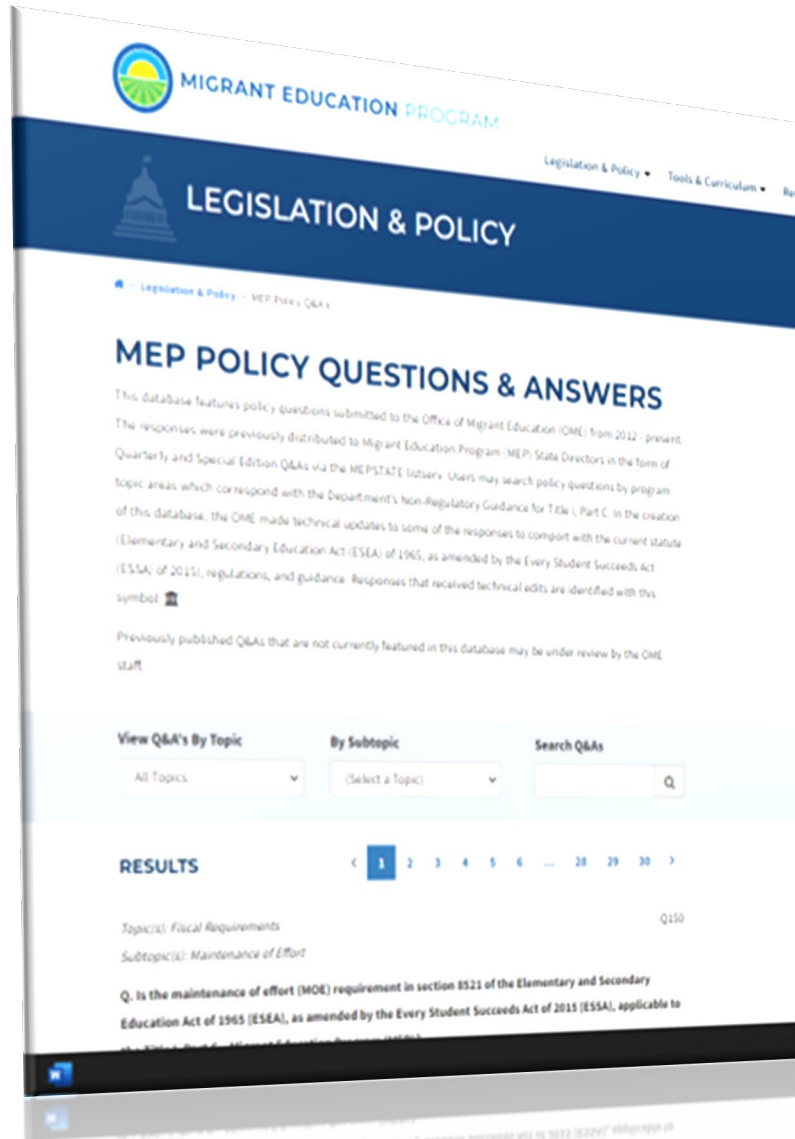 MIGRANT EDUCATION PROGRAM
Legislation & Policy Tools & Curriculum
LEGISLATION & POLICY
Legislation & Policy MEP Policy Q&A's
MEP POLICY QUESTIONS & ANSWERS
This database features policy questions submitted to the Office of Migrant Education (OME) from 2012 - present.
The responses were previously distributed to Migrant Education Program (MEP) State Directors in the form of
Quarterly and Special Edition Q&As via the MEPSTATE listserv. Users may search policy questions by program
topic areas which correspond with the Department's Non-Regulatory Guidance for Title I, Part C. In the creation
of this database, the OME made technical updates to some of the responses to comport with the current statute
(Elementary and Secondary Education Act (ESEA) of 1965, as amended by the Every Student Succeeds Act
(ESSA) of 2015(, regulations, and guidance. Responses that received technical edits are identified with this
symbol
Previously published Q&As that are not currently featured in this database may be under review by the OME
staff.
View Q&A's By Topic By Subtopic Search Q&As
All Topics (Select a Topic)
RESULTS < 1 2 3 4 5 6 ... 28 29 30 >
Topic(s): Fiscal Requirements Q150
Subtopic(s): Maintenance of Effort
Q. Is the maintenance of effort (MOE) requirement in section 8521 of the Elementary and Secondary
Education Act of 1965 (ESEA), as amended by the Every Student Succeeds Act of 2015 (ESSA), applicable to